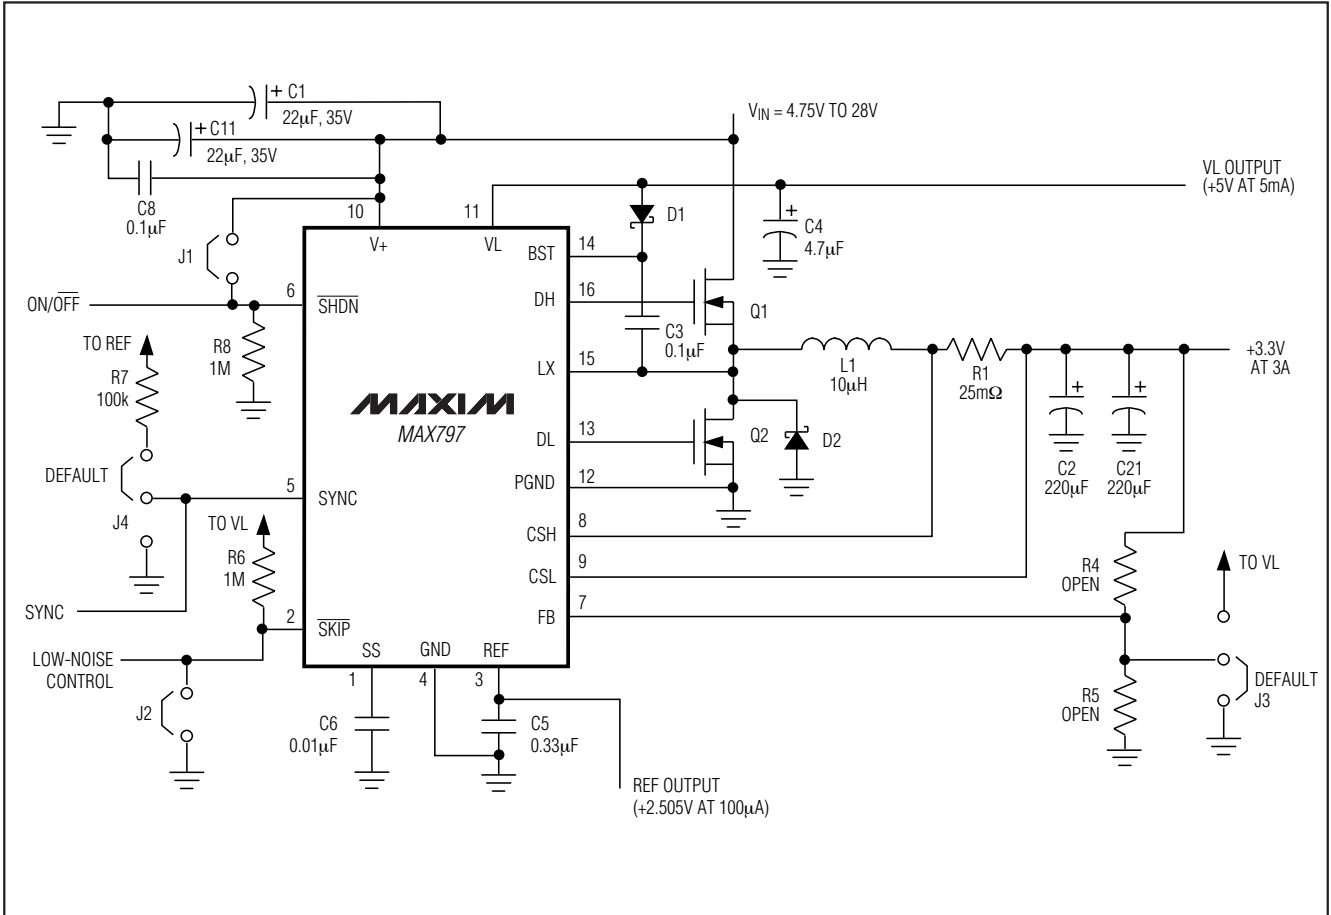 + C1
22µF, 35V
+ C11
22µF, 35V
C8
0.1µF
VIN = 4.75V TO 28V
VL OUTPUT
(+5V AT 5mA)
10
11
V+
VL
J1
D1
C4
+
4.7µF
BST
14
DH
16
Q1
C3
0.1µF
LX
15
ON/OFF
6
SHDN
R8
1M
TO REF
R7
100k
MAXIM
MAX797
L1
10µH
R1
25mΩ
+3.3V
AT 3A
DL
13
Q2
D2
PGND
12
+
C2
220µF
+
C21
220µF
DEFAULT
J4
5
SYNC
SYNC
TO VL
R6
1M
CSH
8
CSL
9
FB
7
R4
OPEN
TO VL
2
SKIP
LOW-NOISE
CONTROL
J2
SS
GND
REF
1
4
3
C6
0.01µF
C5
0.33µF
REF OUTPUT
(+2.505V AT 100µA)
R5
OPEN
DEFAULT
J3